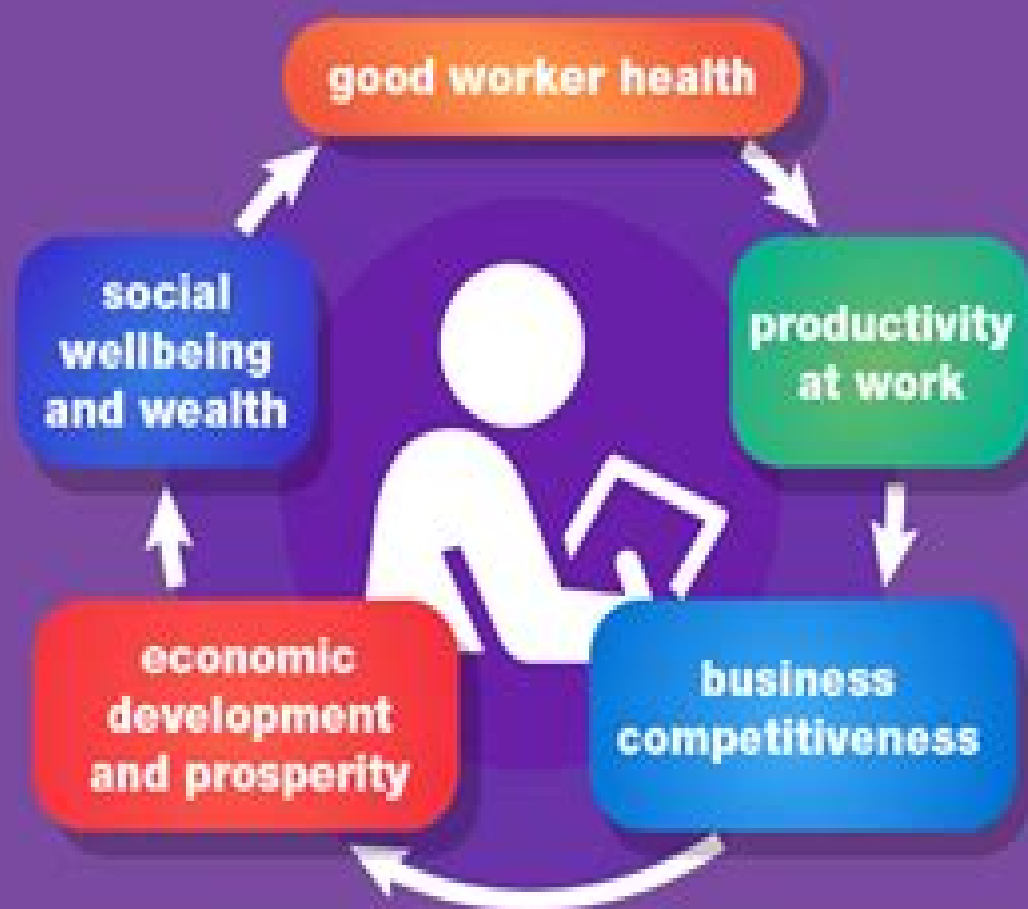 good worker health
productivity
at work
business
competitiveness
economic
development
and prosperity
social
wellbeing
and wealth